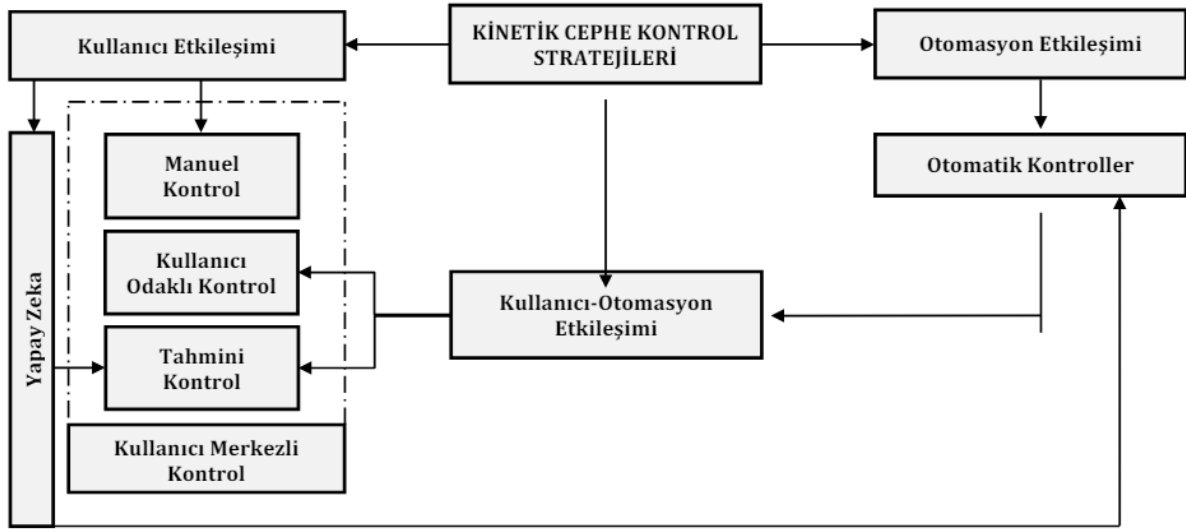 Kullanıcı Etkileşimi
KİNETİK CEPHE KONTROL
STRATEJİLERİ
Otomasyon Etkileşimi
Manuel
Kontrol
Otomatik Kontroller
Kullanıcı
Odaklı Kontrol
Kullanıcı-Otomasyon
Etkileşimi
Yapay Zeka
Tahmini
Kontrol
Kullanıcı Merkezli
Kontrol